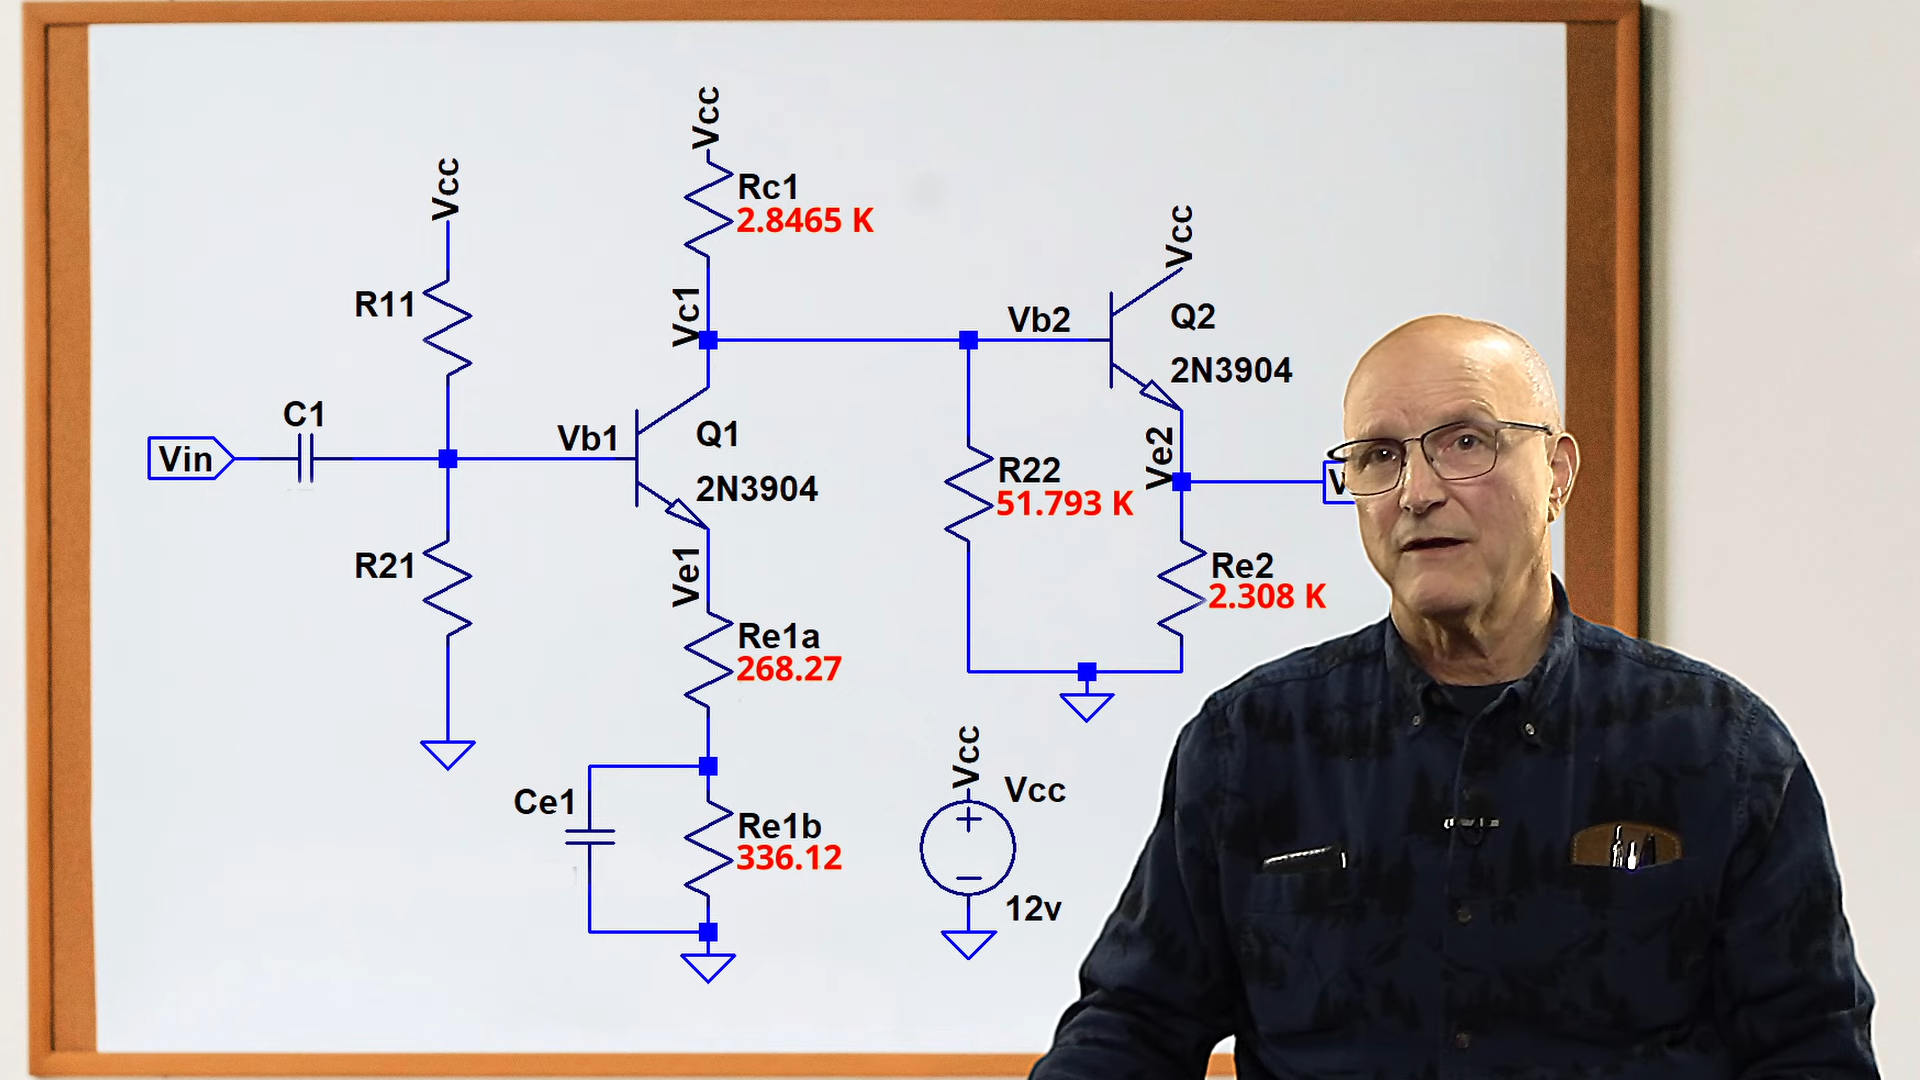 Vcc
Rc1
2.8465 K
Vcc
R11
Vcc
Vc1
Vb2
Q2
2N3904
C1
Vin
Vb1
Q1
2N3904
Ve2
R22
51.793 K
R21
Re2
2.308 K
Ve1
Re1a
268.27
Ce1
Re1b
336.12
Vcc
Vcc
12v